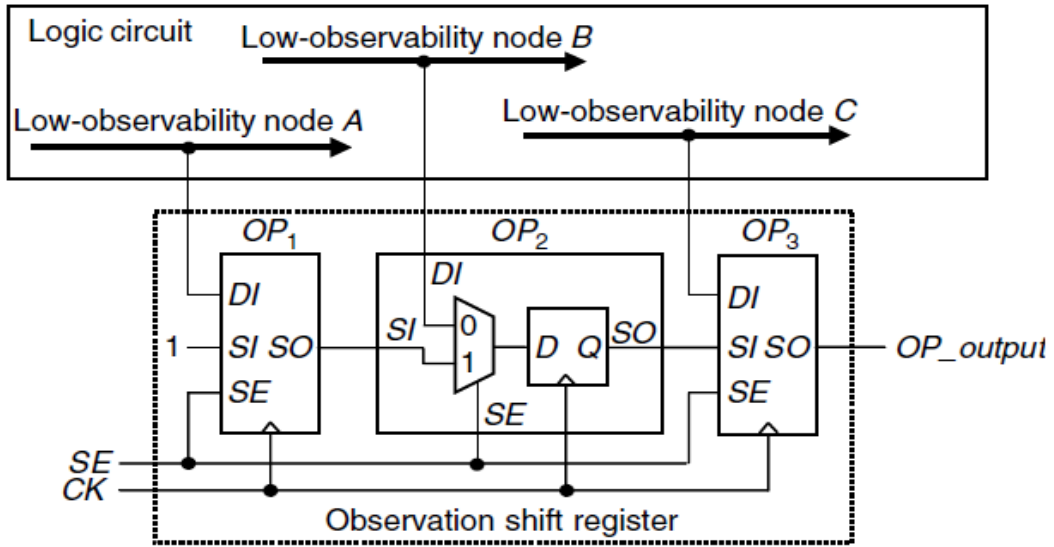 Logic circuit
Low-observability node B
Low-observability node A
Low-observability node C
OP₁
OP₂
OP₃
DI
SI SO
SE
1
DI
SI
0
1
D Q
SO
SE
DI
SI SO
SE
OP_output
SE
CK
Observation shift register